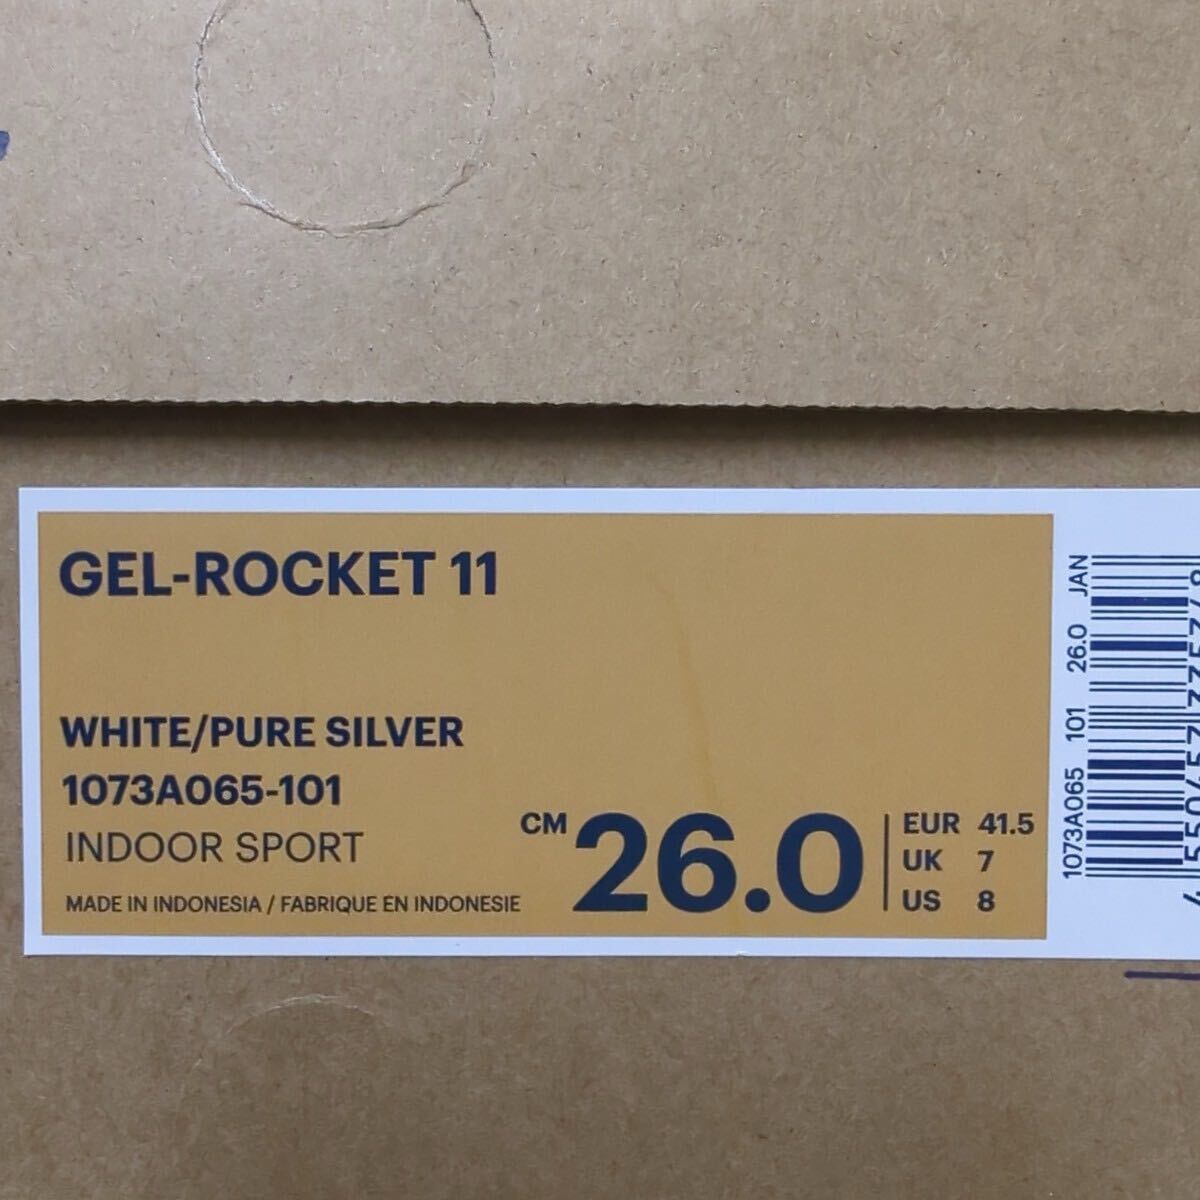 GEL-ROCKET 11
WHITE/PURE SILVER
1073A065-101
INDOOR SPORT
MADE IN INDONESIA / FABRIQUE EN INDONESIE
CM 26.0
EUR 41.5
UK 7
US 8
1073A065 101 26.0 JAN